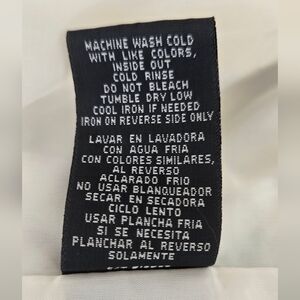 MACHINE WASH COLD
WITH LIKE COLORS,
INSIDE OUT
COLD RINSE
DO NOT BLEACH
TUMBLE DRY LOW
COOL IRON IF NEEDED
IRON ON REVERSE SIDE ONLY
LAVAR EN LAVADORA
CON AGUA FRIA
CON COLORES SIMILARES,
AL REVERSO
ACLARADO FRIO
NO USAR BLANQUEADOR
SECAR EN SECADORA
CICLO LENTO
USAR PLANCHA FRIA
SI SE NECESITA
PLANCHAR AL REVERSO
SOLAMENTE